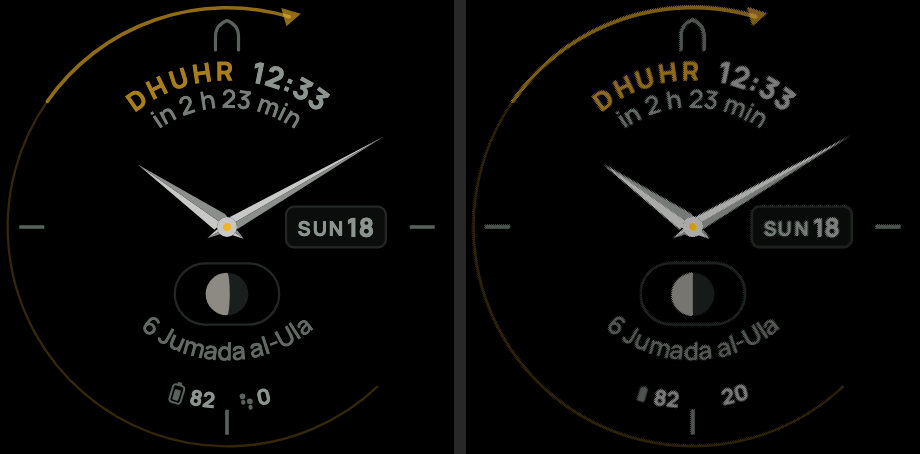 DHUHR 12:33
in 2 h 23 min
SUN 18
6 Jumada al-Ula
82 0
DHUHR 12:33
in 2 h 23 min
SUN 18
6 Jumada al-Ula
82 20